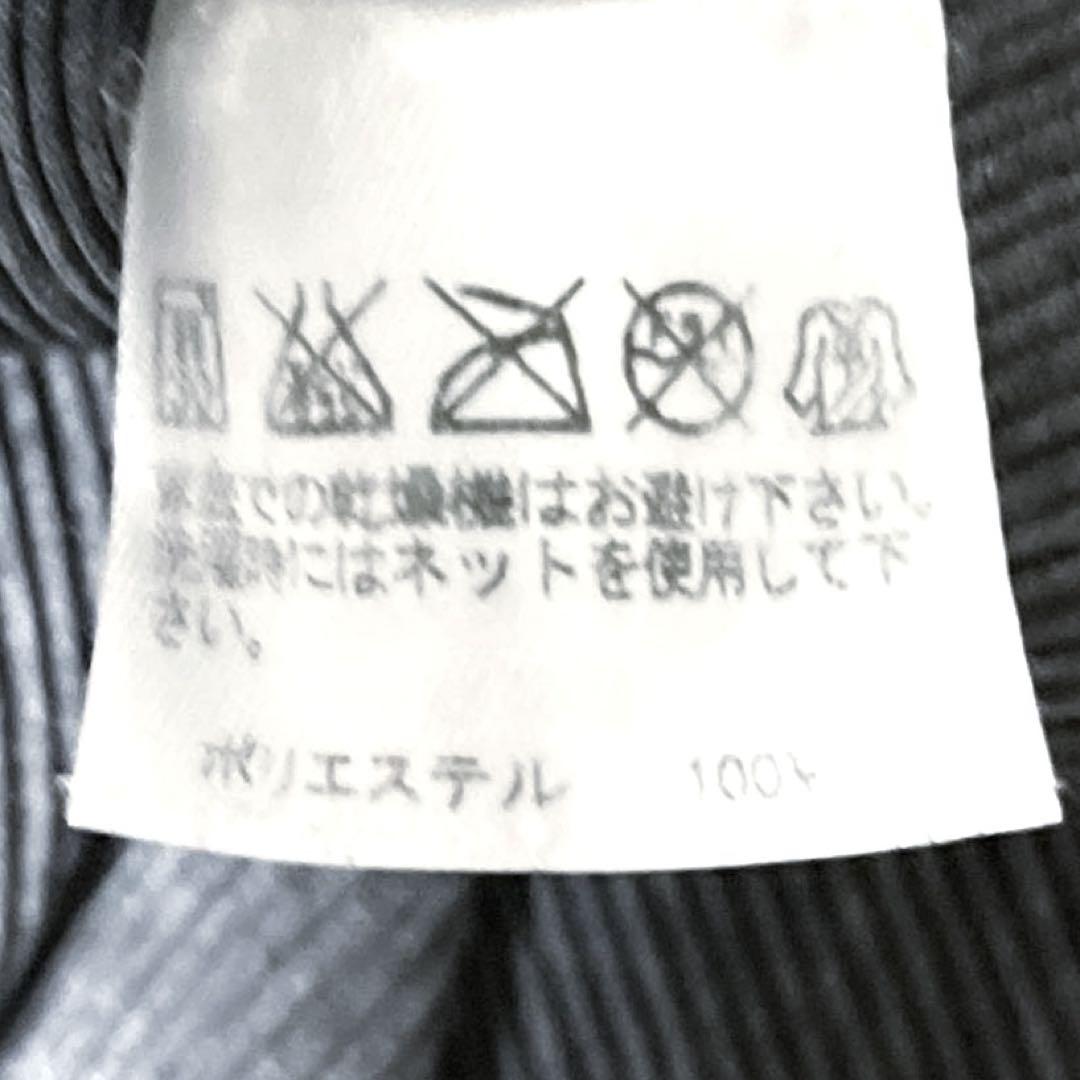 家庭での乾燥機はお避け下さい。
洗濯時にはネットを使用して下
さい。
ポリエステル 100%